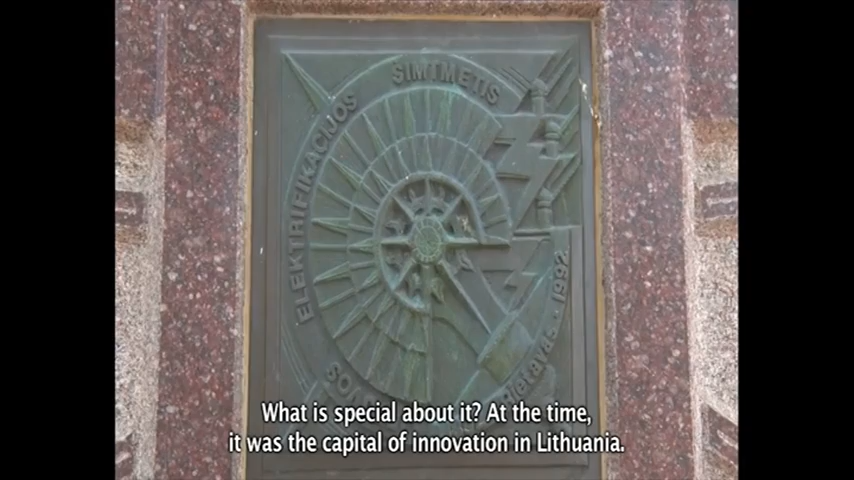 ELEKTRIFIKACIJOS ŠIMTMETIS
1992
What is special about it? At the time,
it was the capital of innovation in Lithuania.